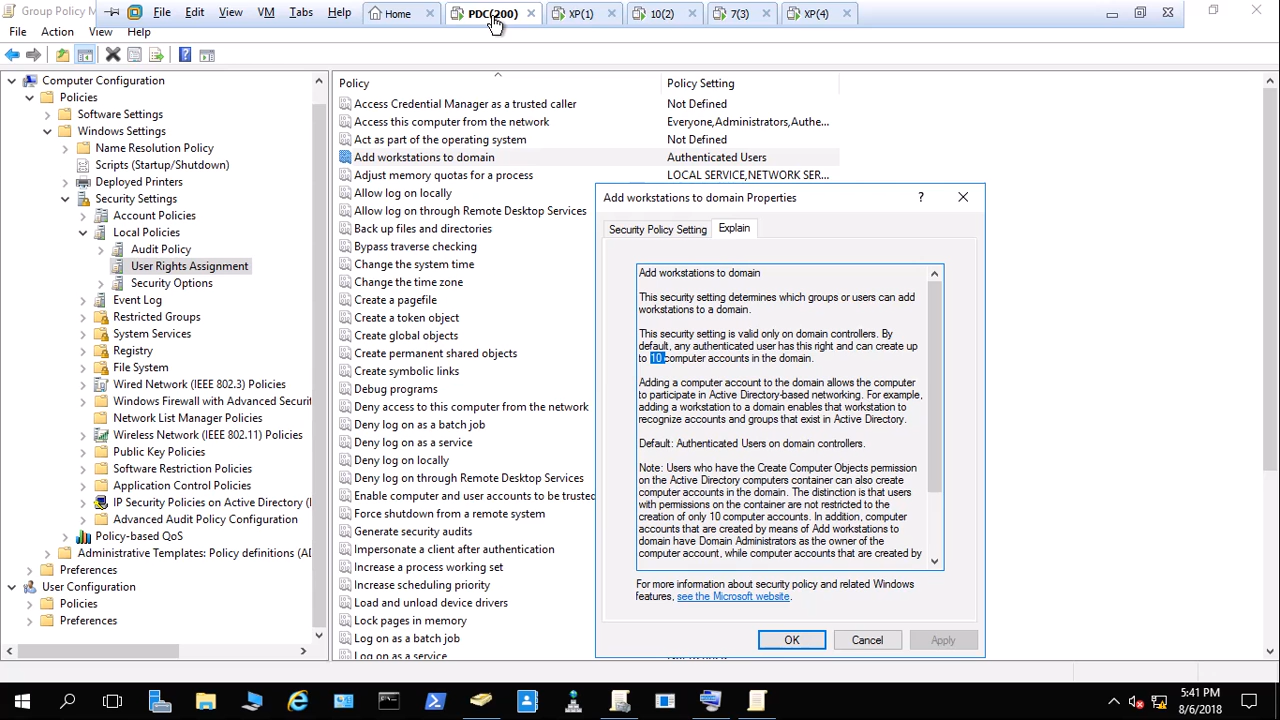 Group Policy M
File Edit View VM Tabs Help
Home PDC(200) XP(1) 10(2) 7(3) XP(4)
File Action View Help
Computer Configuration
Policies
Software Settings
Windows Settings
Name Resolution Policy
Scripts (Startup/Shutdown)
Deployed Printers
Security Settings
Account Policies
Local Policies
Audit Policy
User Rights Assignment
Security Options
Event Log
Restricted Groups
System Services
Registry
File System
Wired Network (IEEE 802.3) Policies
Windows Firewall with Advanced Securit
Network List Manager Policies
Wireless Network (IEEE 802.11) Policies
Public Key Policies
Software Restriction Policies
Application Control Policies
IP Security Policies on Active Directory (
Advanced Audit Policy Configuration
Policy-based QoS
Administrative Templates: Policy definitions (AD
Preferences
User Configuration
Policies
Preferences
Policy Policy Setting
Access Credential Manager as a trusted caller Not Defined
Access this computer from the network Everyone,Administrators,Authe...
Act as part of the operating system Not Defined
Add workstations to domain Authenticated Users
Adjust memory quotas for a process LOCAL SERVICE,NETWORK SER...
Allow log on locally
Allow log on through Remote Desktop Services
Back up files and directories
Bypass traverse checking
Change the system time
Change the time zone
Create a pagefile
Create a token object
Create global objects
Create permanent shared objects
Create symbolic links
Debug programs
Deny access to this computer from the network
Deny log on as a batch job
Deny log on as a service
Deny log on locally
Deny log on through Remote Desktop Services
Enable computer and user accounts to be trusted
Force shutdown from a remote system
Generate security audits
Impersonate a client after authentication
Increase a process working set
Increase scheduling priority
Load and unload device drivers
Lock pages in memory
Log on as a batch job
Log on as a service
Add workstations to domain Properties
?
Security Policy Setting Explain
Add workstations to domain
This security setting determines which groups or users can add
workstations to a domain.
This security setting is valid only on domain controllers. By
default, any authenticated user has this right and can create up
to 10 computer accounts in the domain.
Adding a computer account to the domain allows the computer
to participate in Active Directory-based networking. For example,
adding a workstation to a domain enables that workstation to
recognize accounts and groups that exist in Active Directory.
Default: Authenticated Users on domain controllers.
Note: Users who have the Create Computer Objects permission
on the Active Directory computers container can also create
computer accounts in the domain. The distinction is that users
with permissions on the container are not restricted to the
creation of only 10 computer accounts. In addition, computer
accounts that are created by means of Add workstations to
domain have Domain Administrators as the owner of the
computer account, while computer accounts that are created by
For more information about security policy and related Windows
features, see the Microsoft website.
OK Cancel Apply
5:41 PM
8/6/2018